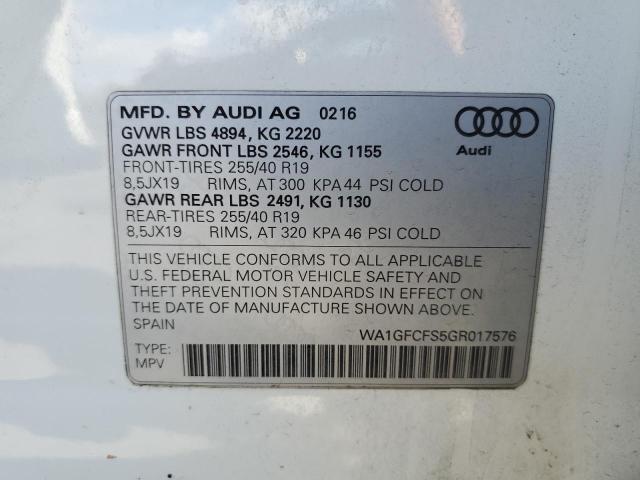 MFD. BY AUDI AG 0216
GVWR LBS 4894, KG 2220
GAWR FRONT LBS 2546, KG 1155
FRONT-TIRES 255/40 R19
8,5JX19 RIMS, AT 300 KPA 44 PSI COLD
GAWR REAR LBS 2491, KG 1130
REAR-TIRES 255/40 R19
8,5JX19 RIMS, AT 320 KPA 46 PSI COLD
Audi
THIS VEHICLE CONFORMS TO ALL APPLICABLE
U.S. FEDERAL MOTOR VEHICLE SAFETY AND
THEFT PREVENTION STANDARDS IN EFFECT ON
THE DATE OF MANUFACTURE SHOWN ABOVE.
SPAIN
WA1GFCFS5GR017576
TYPE:
MPV